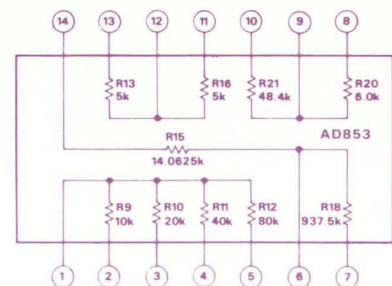 14 13 12 11 10 9 8
R13
5k
R16
5k
R21
48.4k
R20
6.0k
AD853
R15
14.0625k
R9
10k
R10
20k
R11
40k
R12
80k
R18
937.5k
1 2 3 4 5 6 7